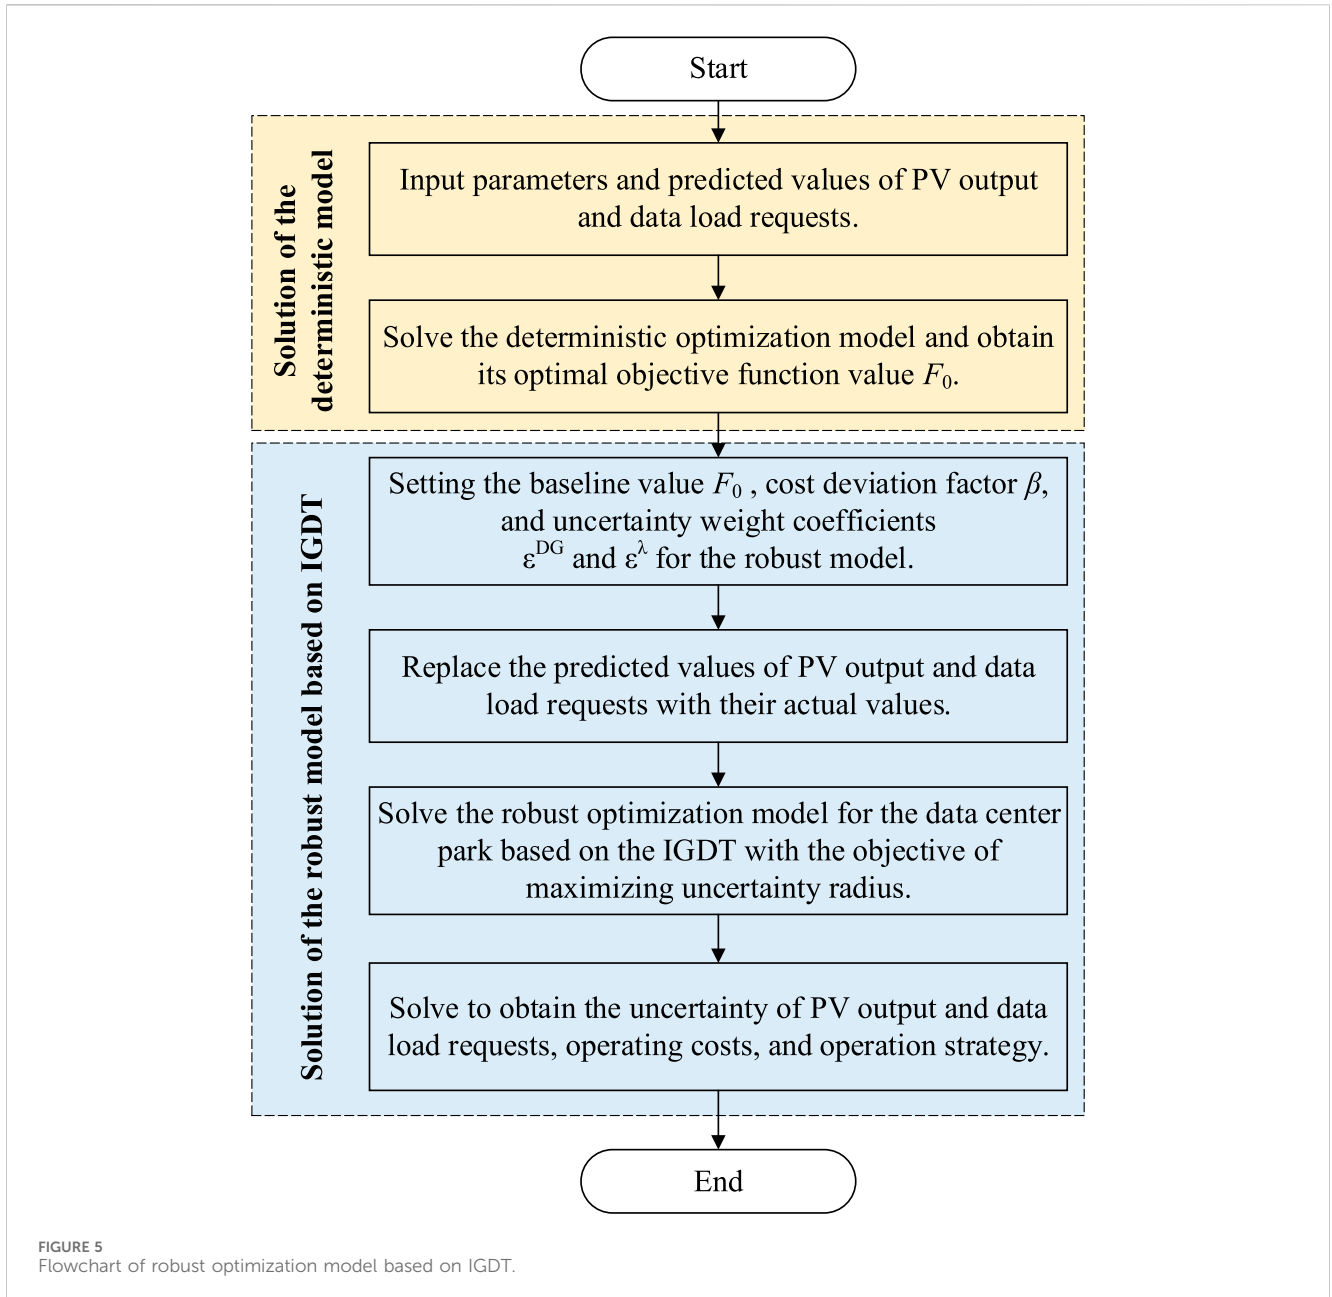 Start
Solution of the
deterministic model
Input parameters and predicted values of PV output
and data load requests.
Solve the deterministic optimization model and obtain
its optimal objective function value F₀.
Solution of the robust model based on IGDT
Setting the baseline value F₀ , cost deviation factor β,
and uncertainty weight coefficients
ε^DG and ε^λ for the robust model.
Replace the predicted values of PV output and data
load requests with their actual values.
Solve the robust optimization model for the data center
park based on the IGDT with the objective of
maximizing uncertainty radius.
Solve to obtain the uncertainty of PV output and data
load requests, operating costs, and operation strategy.
End
FIGURE 5
Flowchart of robust optimization model based on IGDT.